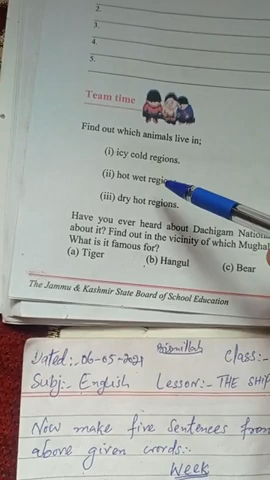 2.
3.
4.
5.
Team time
Find out which animals live in;
(i) icy cold regions.
(ii) hot wet
(iii) dry hot regions.
Have you ever heard about Dachigam
about it? Find out in the vicinity of which
What is it famous for?
(a) Tiger (b) Hangul (c) Bear
The Jammu & Kashmir State Board of School Education
Bismillah
Dated:- 06-05-2021 Class:-
Subj:- English Lesson:- THE
Now make five sentences from
above given words:-
Week